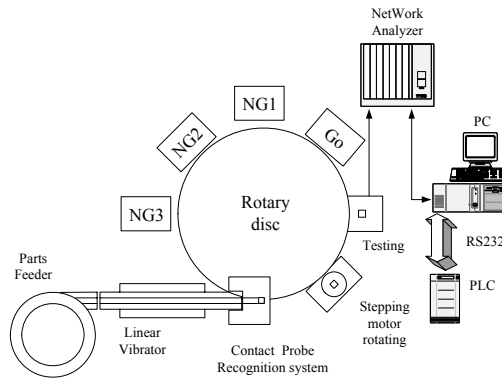 NetWork
Analyzer
NG1
Go
PC
NG2
NG3
Rotary
disc
Testing
RS232
Parts
Feeder
PLC
Stepping
motor
rotating
Linear
Vibrator
Contact Probe
Recognition system